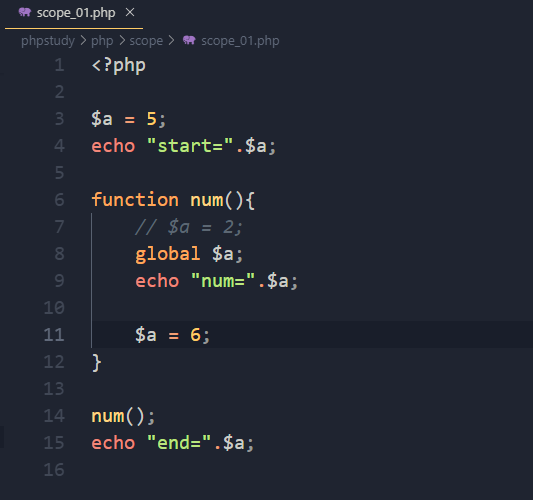 scope_01.php ×
phpstudy > php > scope > scope_01.php
1 <?php
2
3 $a = 5;
4 echo "start=".$a;
5
6 function num(){
7     // $a = 2;
8     global $a;
9     echo "num=".$a;
10
11     $a = 6;
12 }
13
14 num();
15 echo "end=".$a;
16